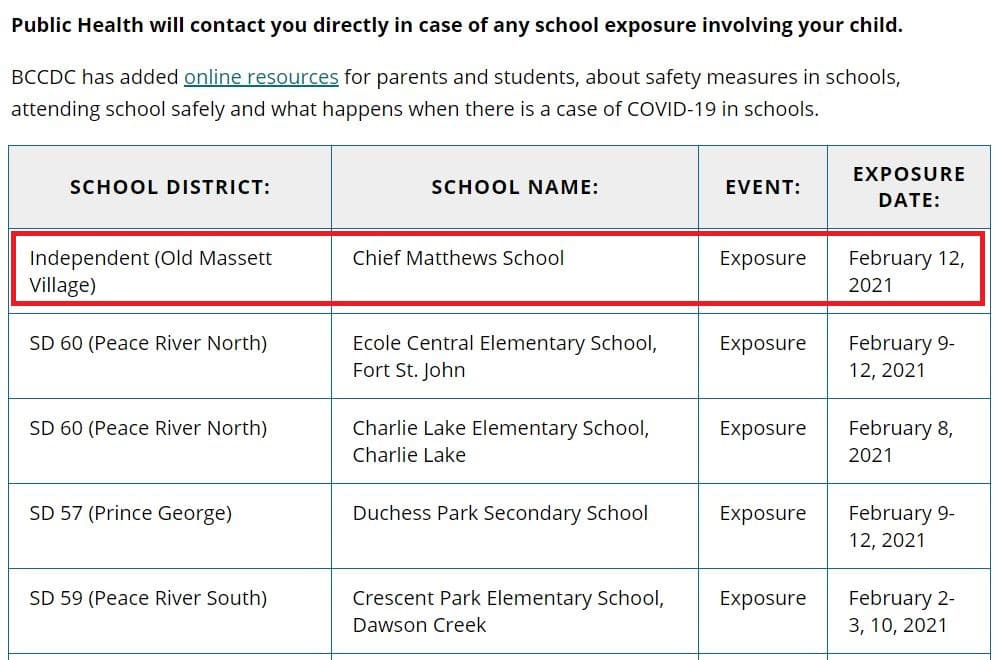 Public Health will contact you directly in case of any school exposure involving your child.
BCCDC has added online resources for parents and students, about safety measures in schools,
attending school safely and what happens when there is a case of COVID-19 in schools.
SCHOOL DISTRICT: SCHOOL NAME: EVENT: EXPOSURE
DATE:
Independent (Old Massett Chief Matthews School Exposure February 12,
Village) 2021
SD 60 (Peace River North) Ecole Central Elementary School, Exposure February 9-
Fort St. John 12, 2021
SD 60 (Peace River North) Charlie Lake Elementary School, Exposure February 8,
Charlie Lake 2021
SD 57 (Prince George) Duchess Park Secondary School Exposure February 9-
12, 2021
SD 59 (Peace River South) Crescent Park Elementary School, Exposure February 2-
Dawson Creek 3, 10, 2021